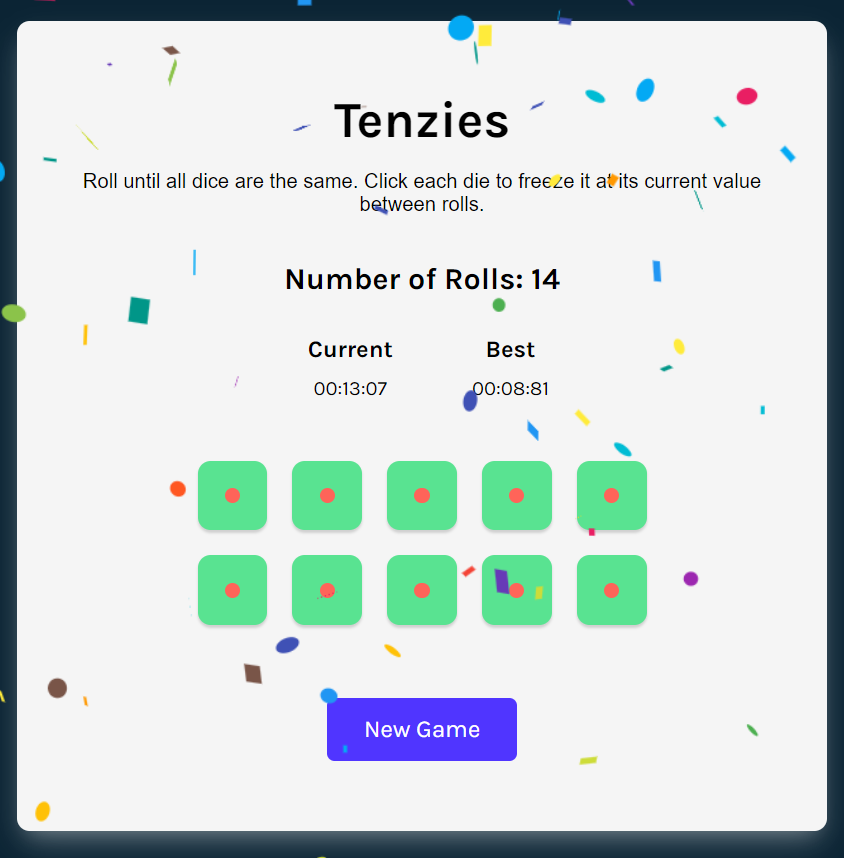 Tenzies
Roll until all dice are the same. Click each die to freeze it at its current value
between rolls.
Number of Rolls: 14
Current Best
00:13:07 00:08:81
New Game